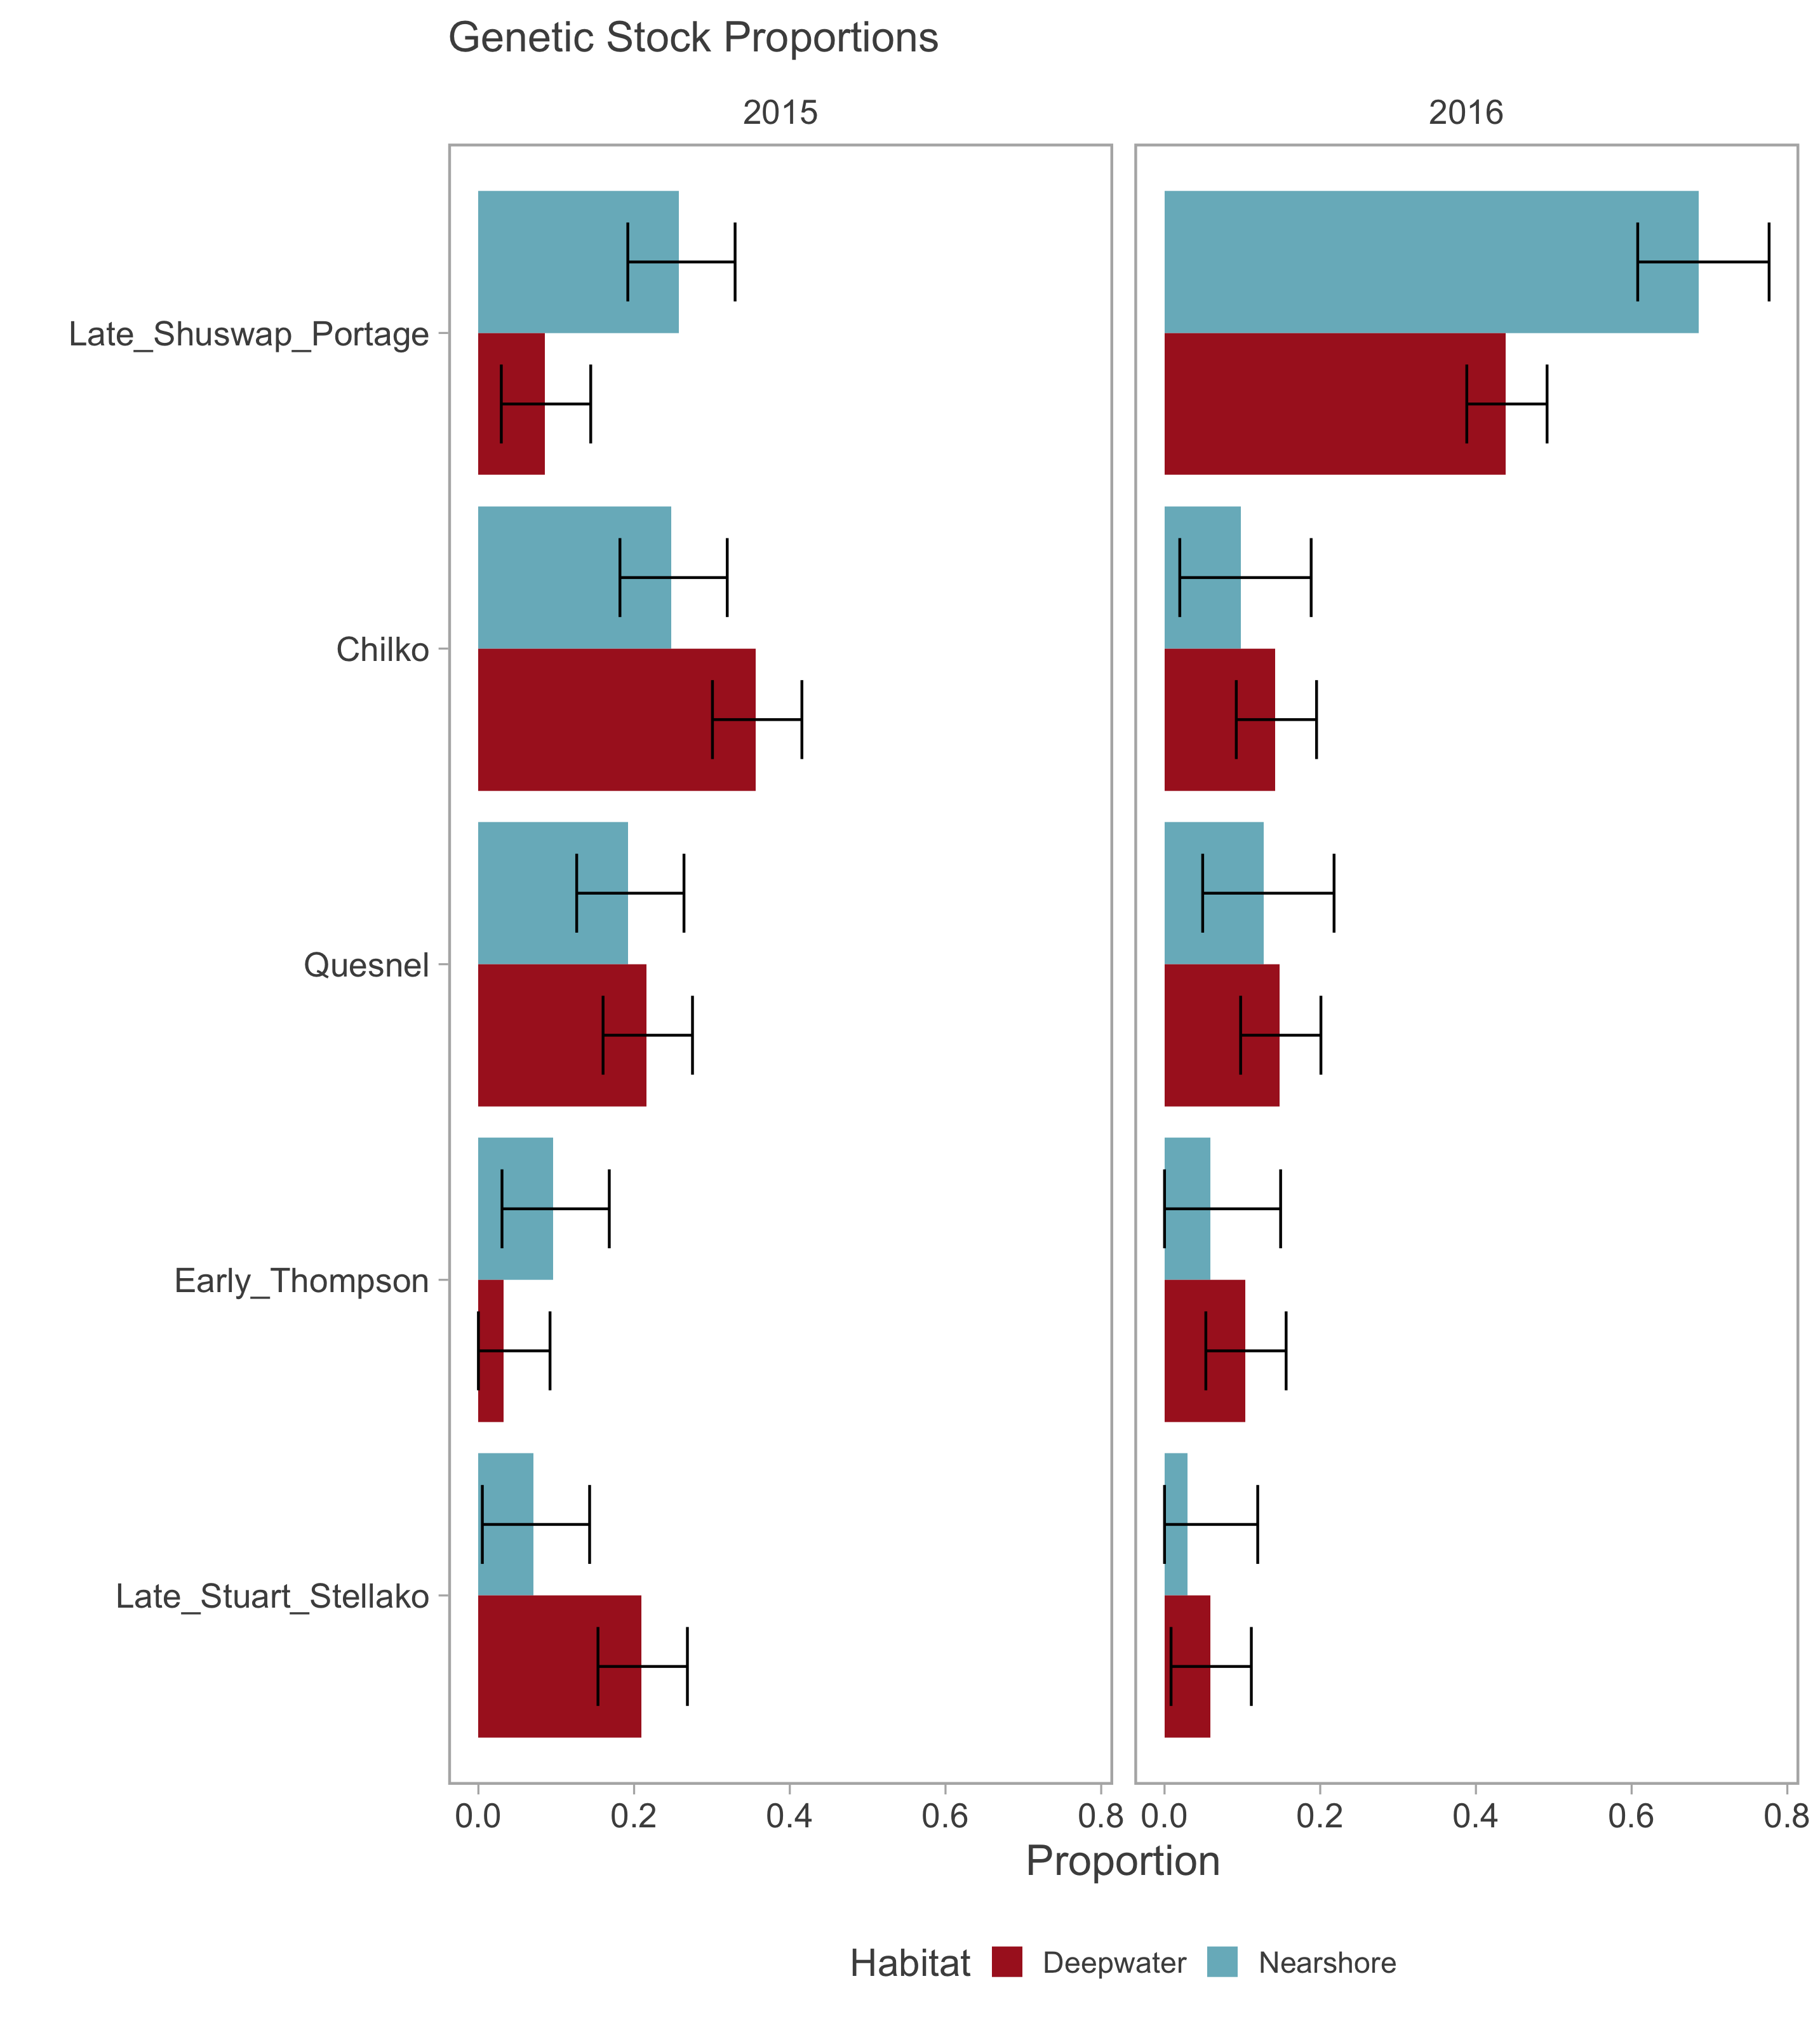 Genetic Stock Proportions
2015 2016
Late_Shuswap_Portage
Chilko
Quesnel
Early_Thompson
Late_Stuart_Stellako
0.0 0.2 0.4 0.6 0.8 0.0 0.2 0.4 0.6 0.8
Proportion
Habitat Deepwater Nearshore